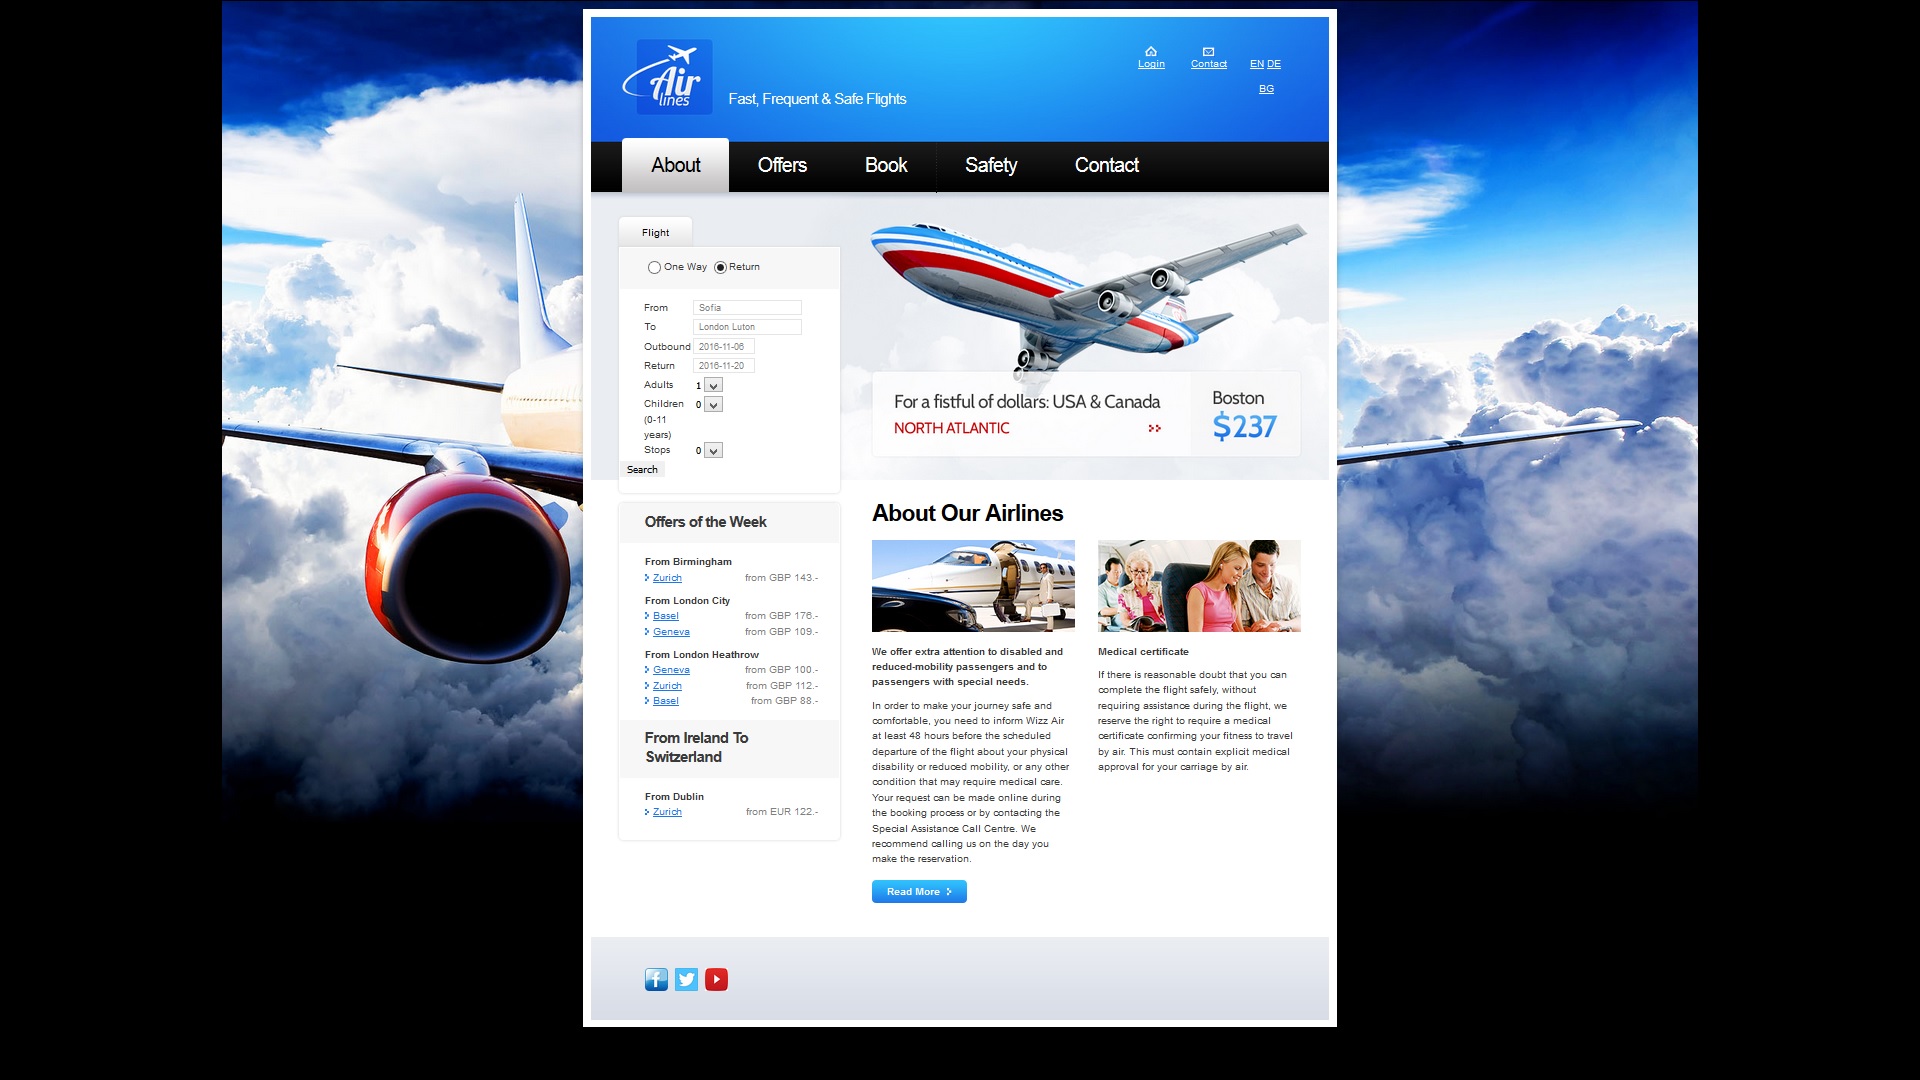 Air
lines
Fast, Frequent & Safe Flights
Login
Contact
EN DE
BG
About
Offers
Book
Safety
Contact
Flight
One Way Return
From Sofia
To London Luton
Outbound 2016-11-06
Return 2016-11-20
Adults 1
Children 0
(0-11
years)
Stops 0
Search
For a fistful of dollars: USA & Canada
NORTH ATLANTIC
Boston
$237
Offers of the Week
From Birmingham
Zurich from GBP 143.-
From London City
Basel from GBP 176.-
Geneva from GBP 109.-
From London Heathrow
Geneva from GBP 100.-
Zurich from GBP 112.-
Basel from GBP 88.-
From Ireland To
Switzerland
From Dublin
Zurich from EUR 122.-
About Our Airlines
We offer extra attention to disabled and
reduced-mobility passengers and to
passengers with special needs.
In order to make your journey safe and
comfortable, you need to inform Wizz Air
at least 48 hours before the scheduled
departure of the flight about your physical
disability or reduced mobility, or any other
condition that may require medical care.
Your request can be made online during
the booking process or by contacting the
Special Assistance Call Centre. We
recommend calling us on the day you
make the reservation.
Read More
Medical certificate
If there is reasonable doubt that you can
complete the flight safely, without
requiring assistance during the flight, we
reserve the right to require a medical
certificate confirming your fitness to travel
by air. This must contain explicit medical
approval for your carriage by air.